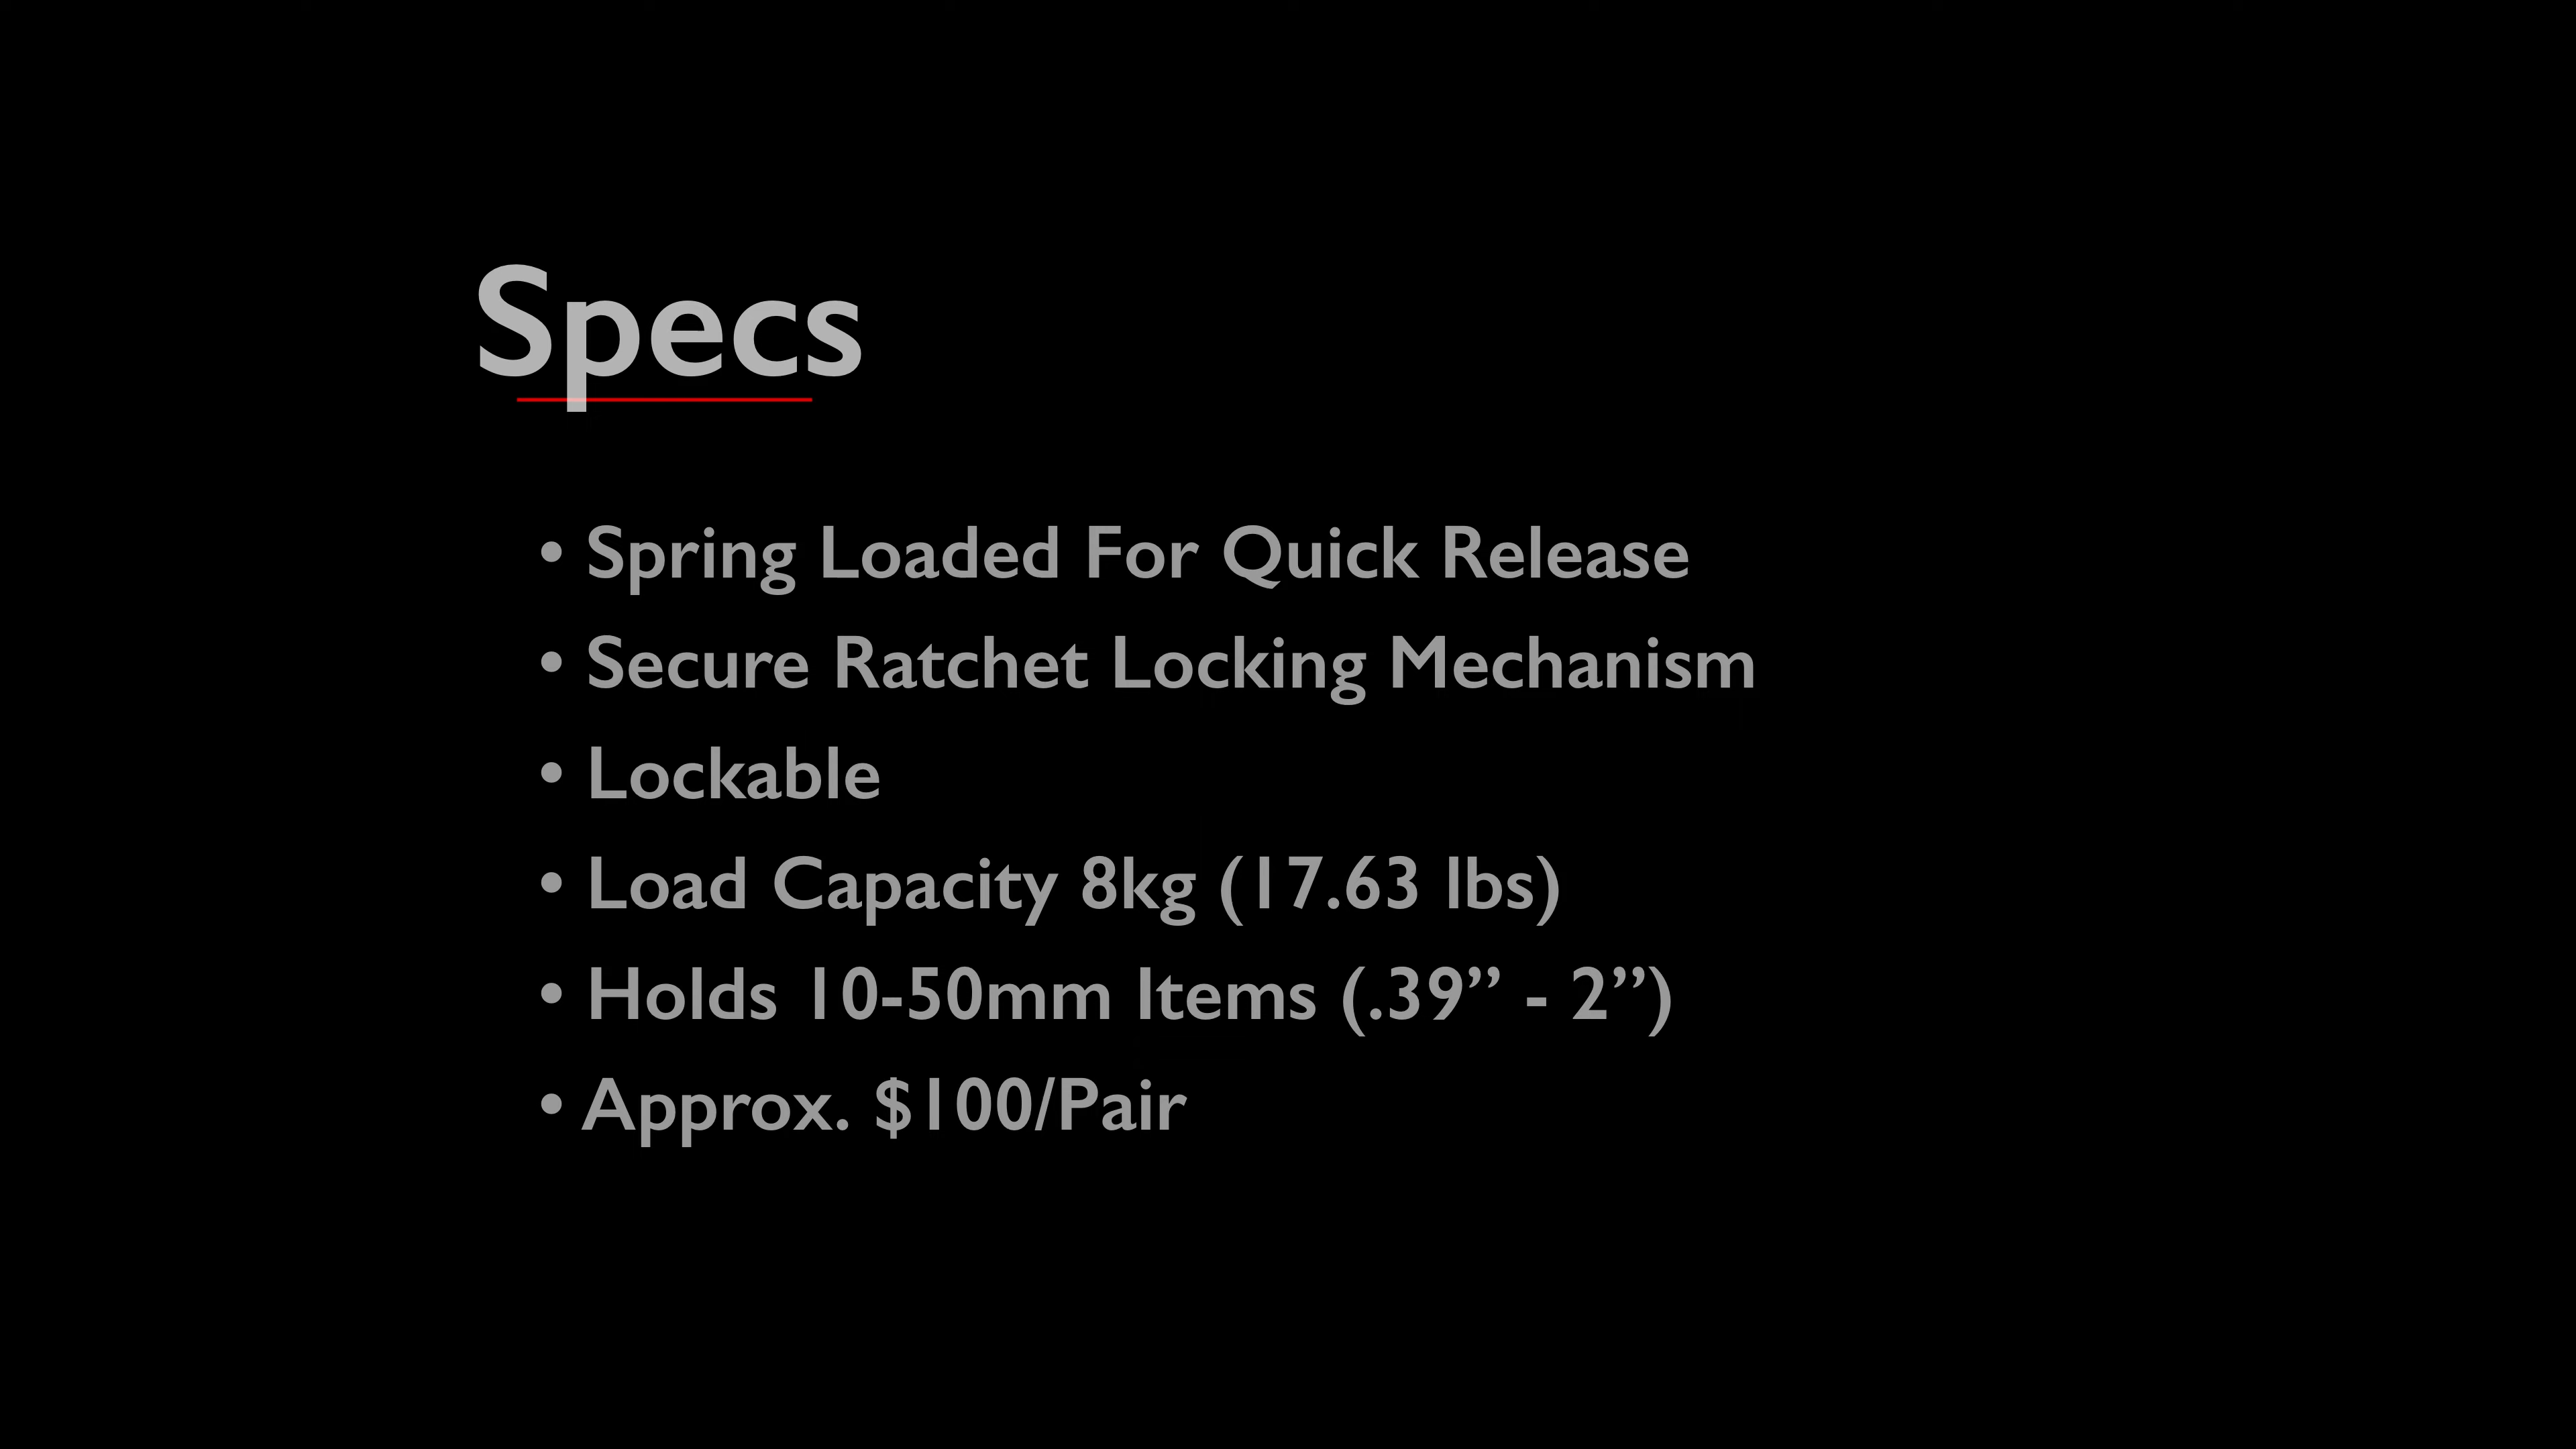 Specs
• Spring Loaded For Quick Release
• Secure Ratchet Locking Mechanism
• Lockable
• Load Capacity 8kg (17.63 lbs)
• Holds 10-50mm Items (.39” - 2”)
• Approx. $100/Pair